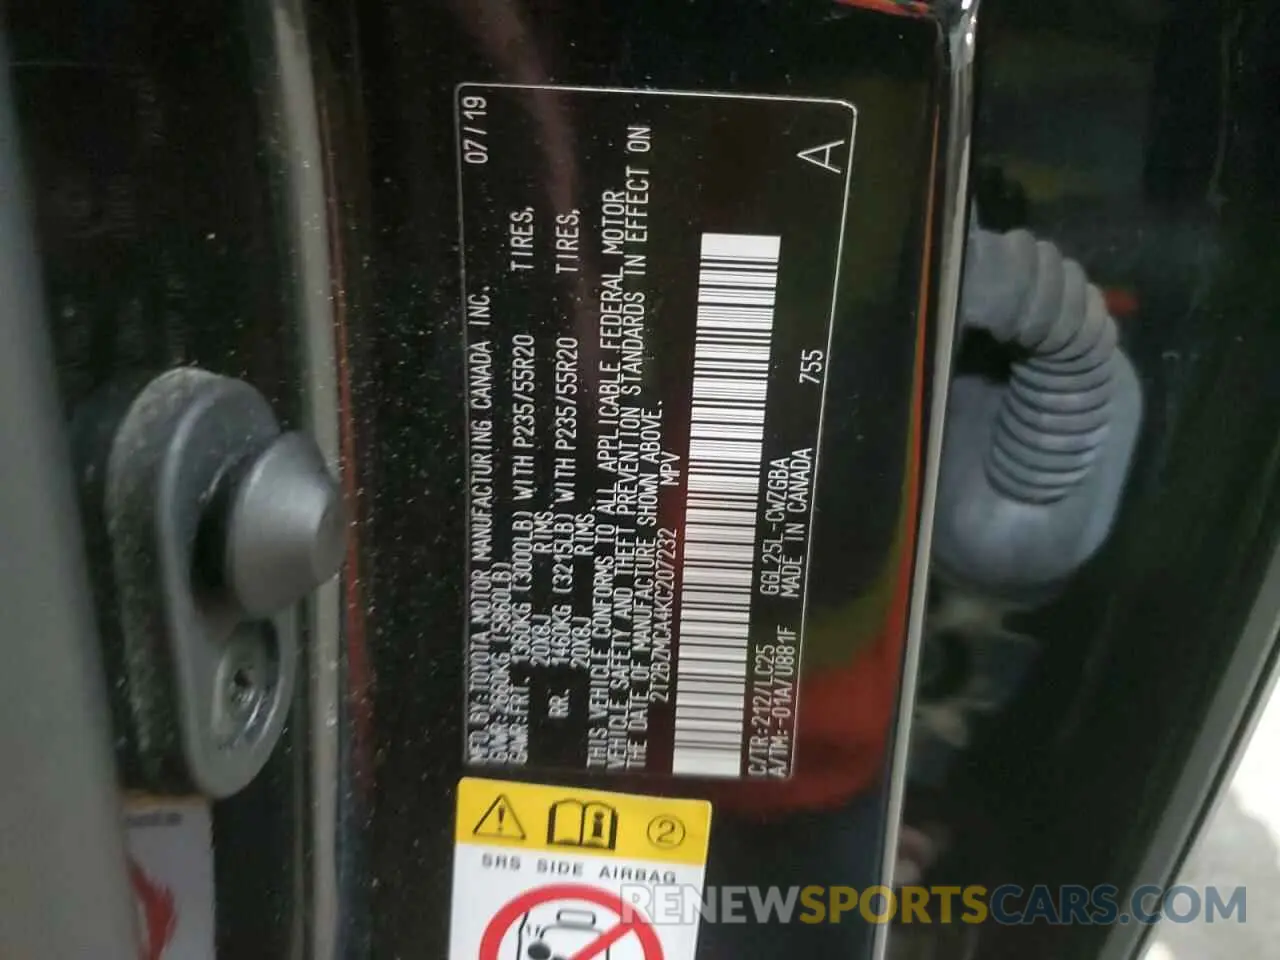 MFD.BY:TOYOTA MOTOR MANUFACTURING CANADA INC. 07/19
GVWR:2660KG (5860LB)
GAWR:FRT. 1360KG (3000LB) WITH P235/55R20 TIRES,
20X8J RIMS,
RR. 1460KG (3215LB) WITH P235/55R20 TIRES,
20X8J RIMS.
THIS VEHICLE CONFORMS TO ALL APPLICABLE FEDERAL MOTOR
VEHICLE SAFETY AND THEFT PREVENTION STANDARDS IN EFFECT ON
THE DATE OF MANUFACTURE SHOWN ABOVE.
2T2BZMCA4KC207232 MPV
C/TR:212/LC25 GGL25L-CWZGBA
A/TM:-01A/U881F MADE IN CANADA 755 A
2
SRS SIDE AIRBAG
RENEWSPORTSCARS.COM